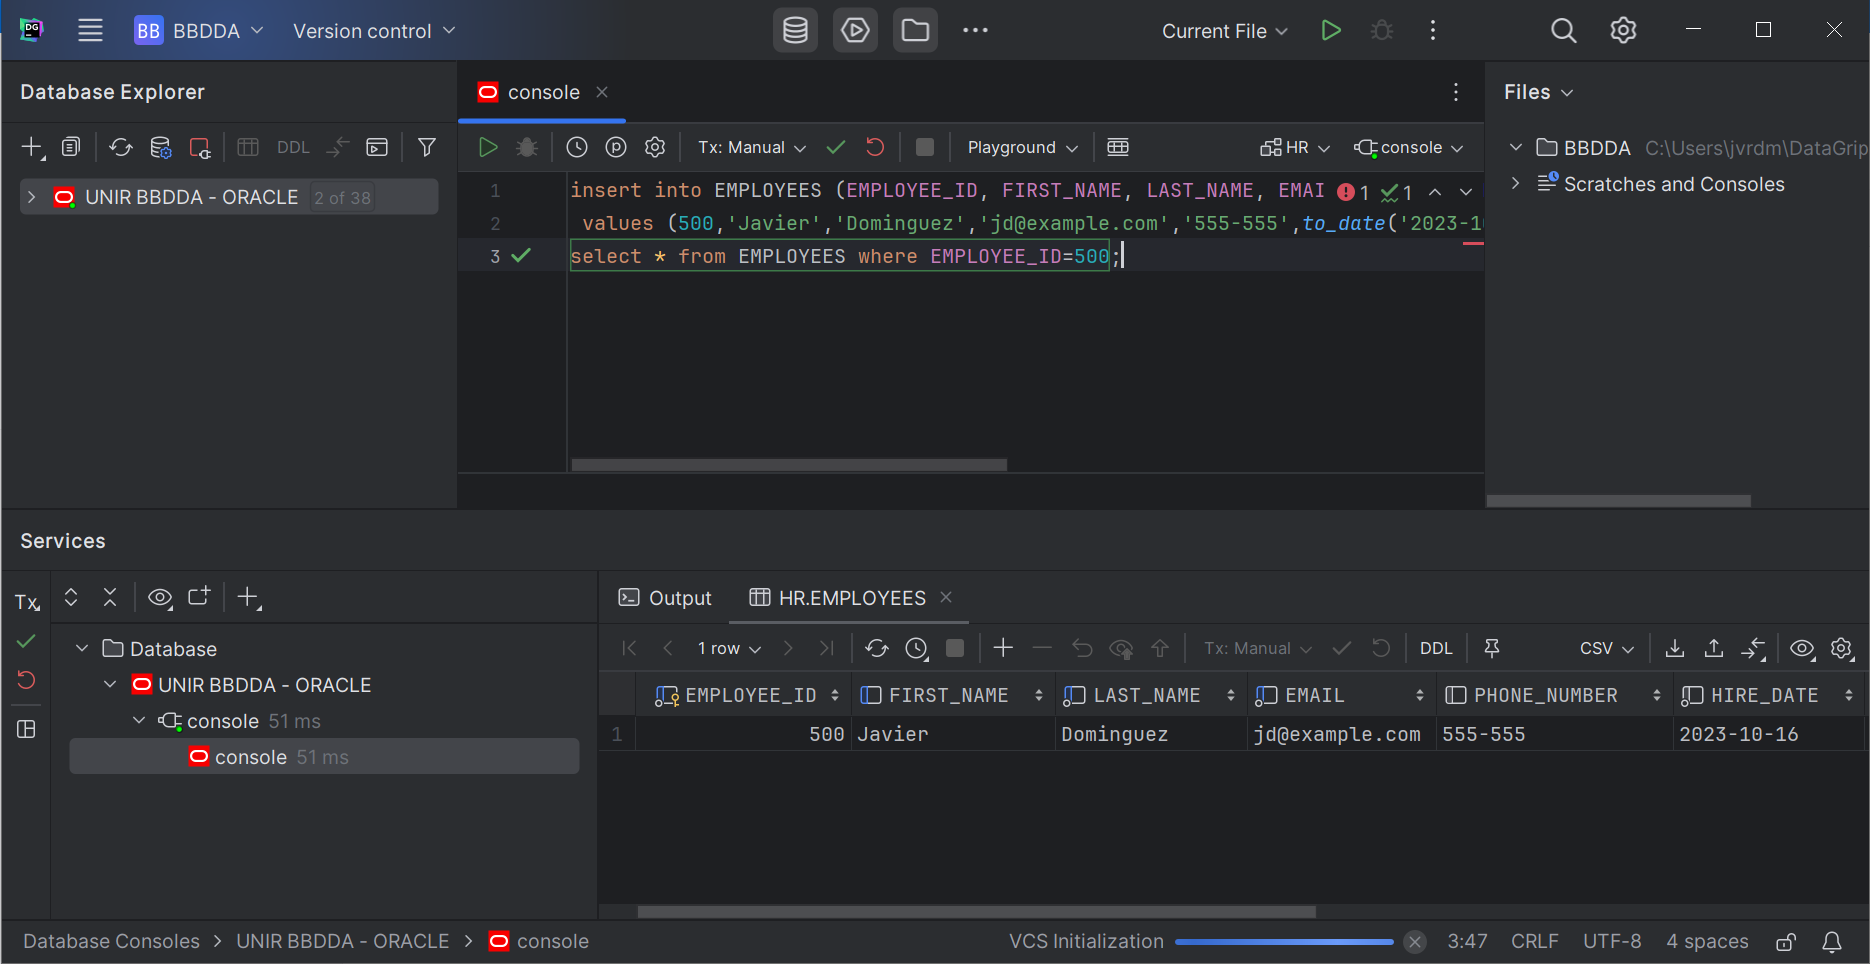 BB BBDDA Version control Current File
Database Explorer
console
Files
DDL
Tx: Manual Playground HR console
UNIR BBDDA - ORACLE 2 of 38
BBDDA C:\Users\jvrdm\DataGrip
Scratches and Consoles
1 insert into EMPLOYEES (EMPLOYEE_ID, FIRST_NAME, LAST_NAME, EMAI 1 1
2 values (500,'Javier','Dominguez','jd@example.com','555-555',to_date('2023-1
3 select * from EMPLOYEES where EMPLOYEE_ID=500;
Services
Tx
Database
UNIR BBDDA - ORACLE
console 51 ms
console 51 ms
Output HR.EMPLOYEES
1 row Tx: Manual DDL CSV
EMPLOYEE_ID FIRST_NAME LAST_NAME EMAIL PHONE_NUMBER HIRE_DATE
1 500 Javier Dominguez jd@example.com 555-555 2023-10-16
Database Consoles > UNIR BBDDA - ORACLE > console VCS Initialization 3:47 CRLF UTF-8 4 spaces